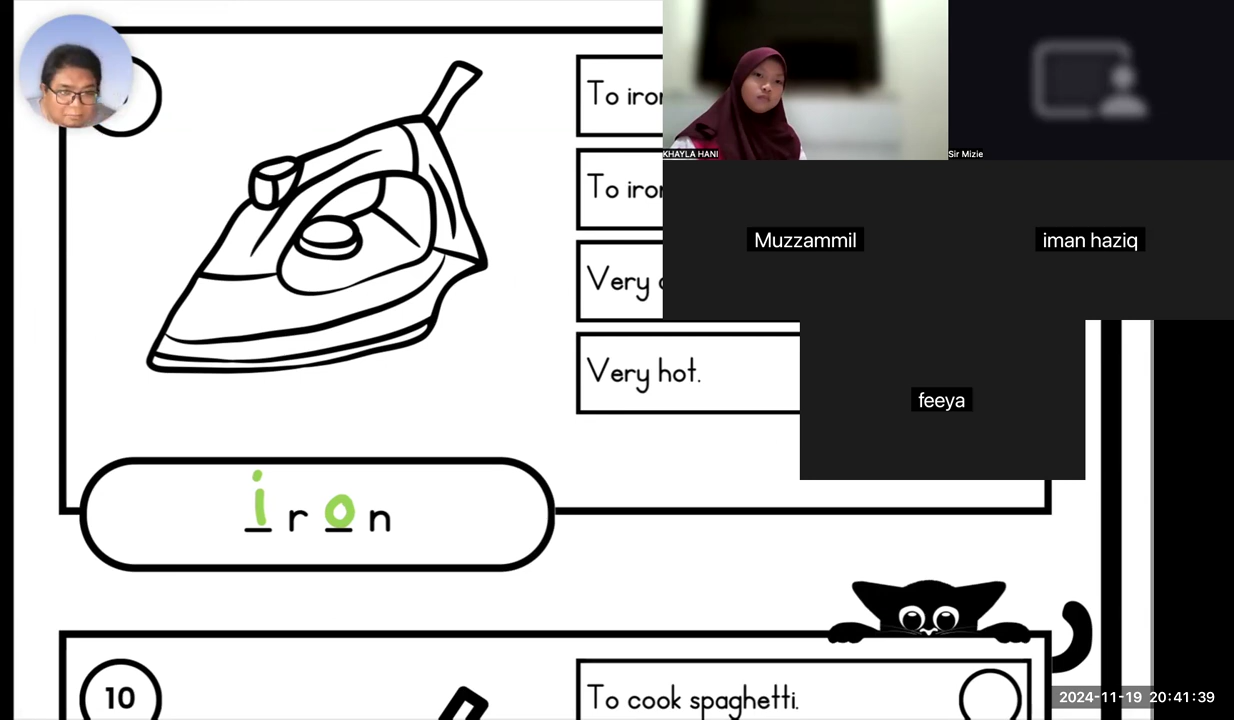 To iron
KHAYLA HANI
Sir Mizie
To iron
Muzzammil
iman haziq
Very
Very hot.
feeya
i r o n
10
To cook spaghetti.
2024-11-19 20:41:39